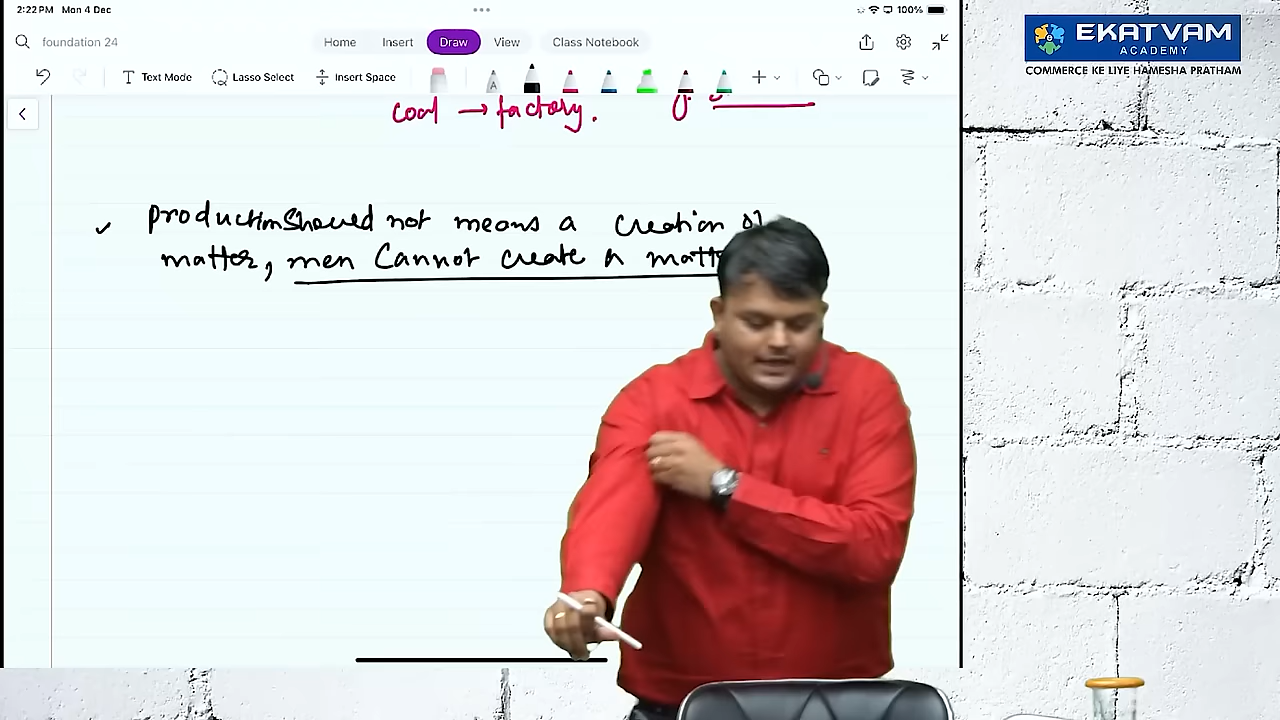 2:22 PM Mon 4 Dec
100%
foundation 24
Home Insert Draw View Class Notebook
Text Mode Lasso Select Insert Space
coal → factory.
✓ production should not means a creation of
matter, men cannot create a
EKATVAM
ACADEMY
COMMERCE KE LIYE HAMESHA PRATHAM